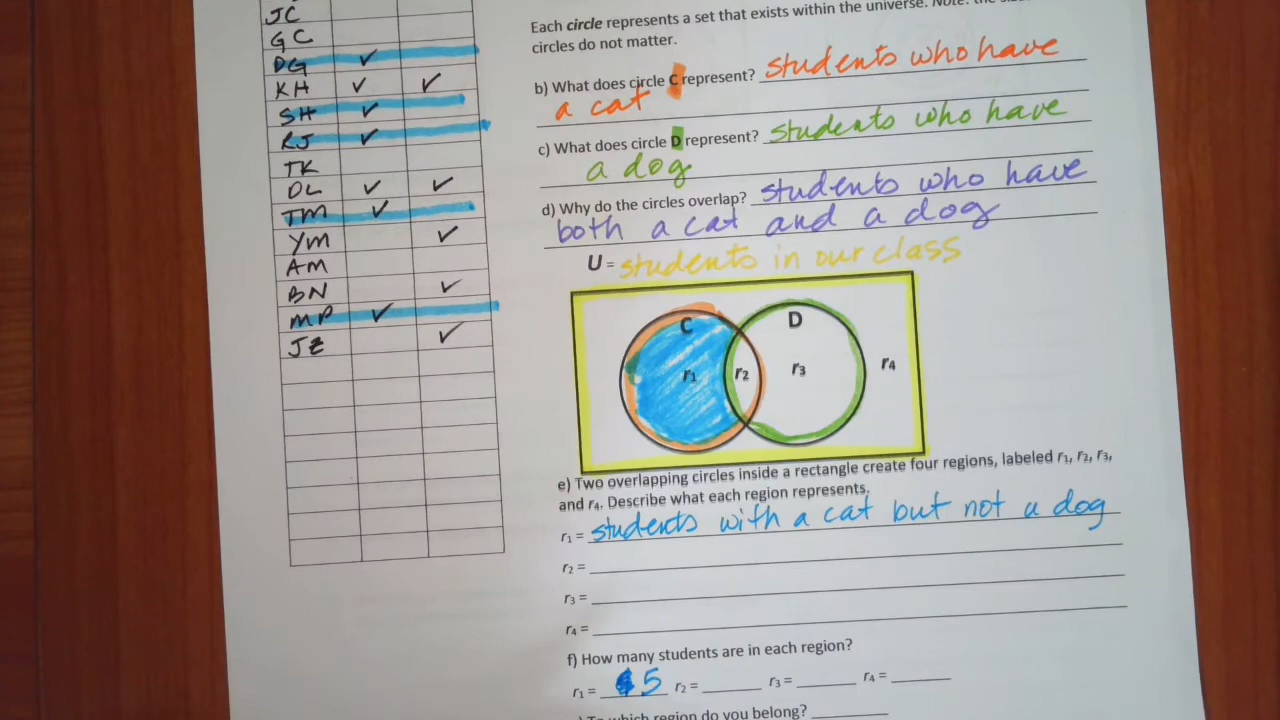 JC
GC
DG ✓
KH ✓ ✓
SH ✓
RJ ✓
TK
DL ✓ ✓
TM ✓
YM ✓
AM
BN ✓
MP ✓
JZ ✓
Each circle represents a set that exists within the universe. Note: the
circles do not matter.
b) What does circle C represent? students who have
a cat
c) What does circle D represent? students who have
a dog
d) Why do the circles overlap? students who have
both a cat and a dog
U = students in our class
C D
r1 r2 r3 r4
e) Two overlapping circles inside a rectangle create four regions, labeled r1, r2, r3,
and r4. Describe what each region represents.
r1 = students with a cat but not a dog
r2 =
r3 =
r4 =
f) How many students are in each region?
r1 = 5 r2 = r3 = r4 =
which region do you belong?